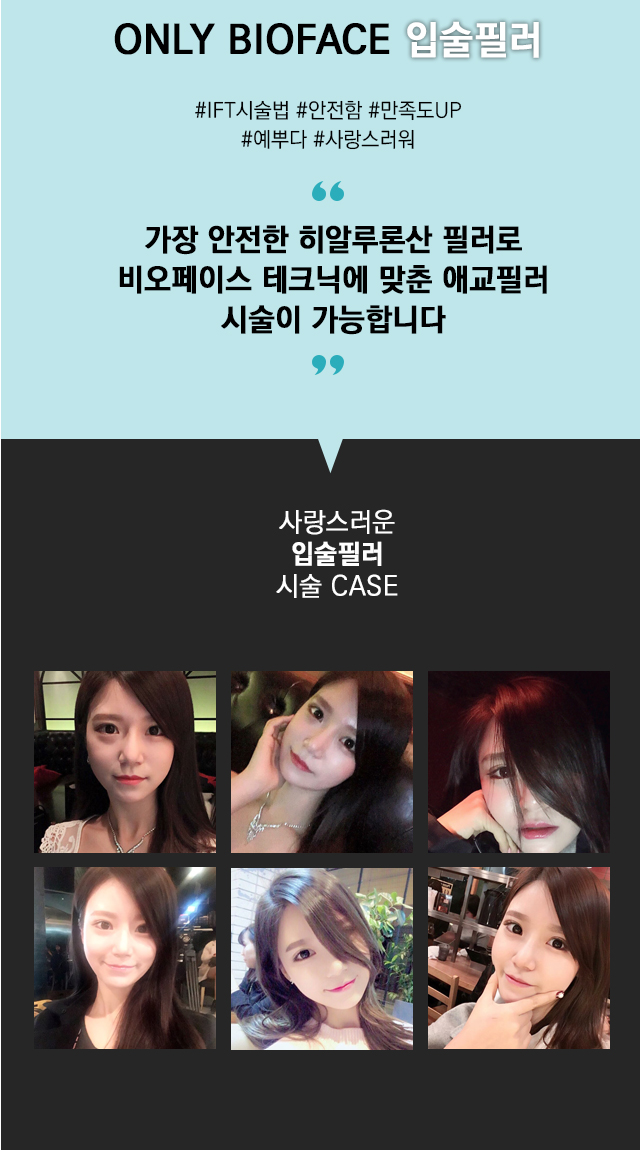 ONLY BIOFACE 입술필러
#IFT시술법 #안전함 #만족도UP
#예쁘다 #사랑스러워
“
가장 안전한 히알루론산 필러로
비오페이스 테크닉에 맞춘 애교필러
시술이 가능합니다
”
사랑스러운
입술필러
시술 CASE